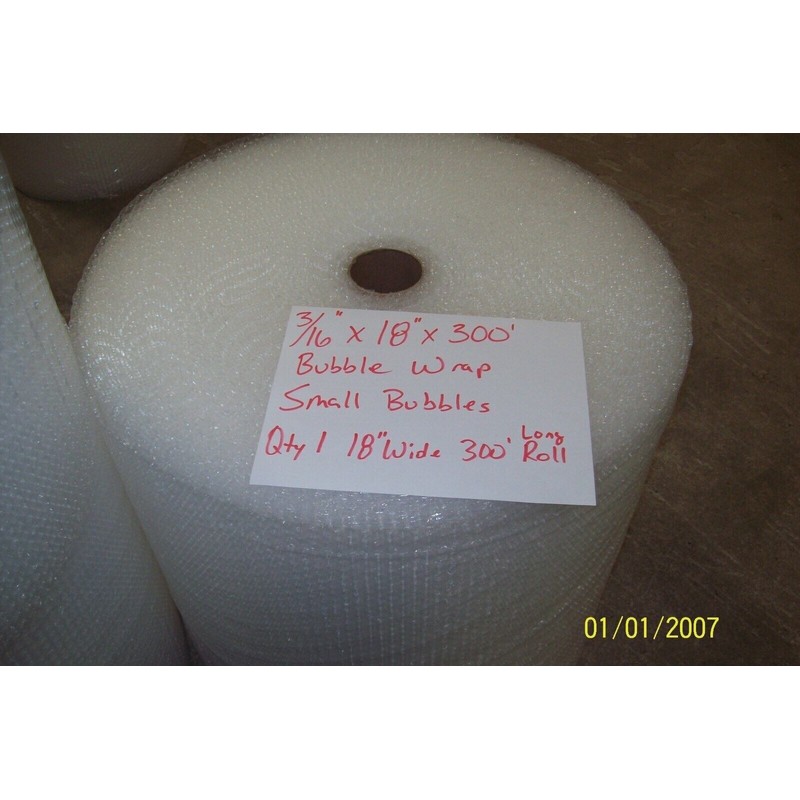 3/16" x 18" x 300'
Bubble Wrap
Small Bubbles
Qty 1 18" Wide 300' Long Roll
01/01/2007